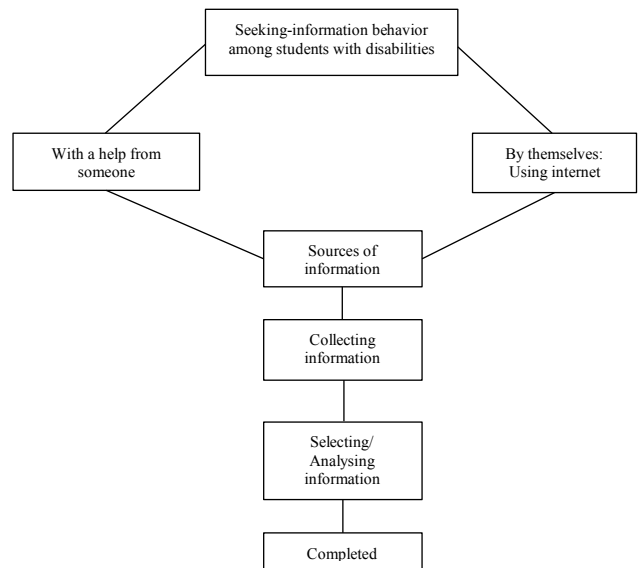 Seeking-information behavior
among students with disabilities
With a help from
someone
By themselves:
Using internet
Sources of
information
Collecting
information
Selecting/
Analysing
information
Completed